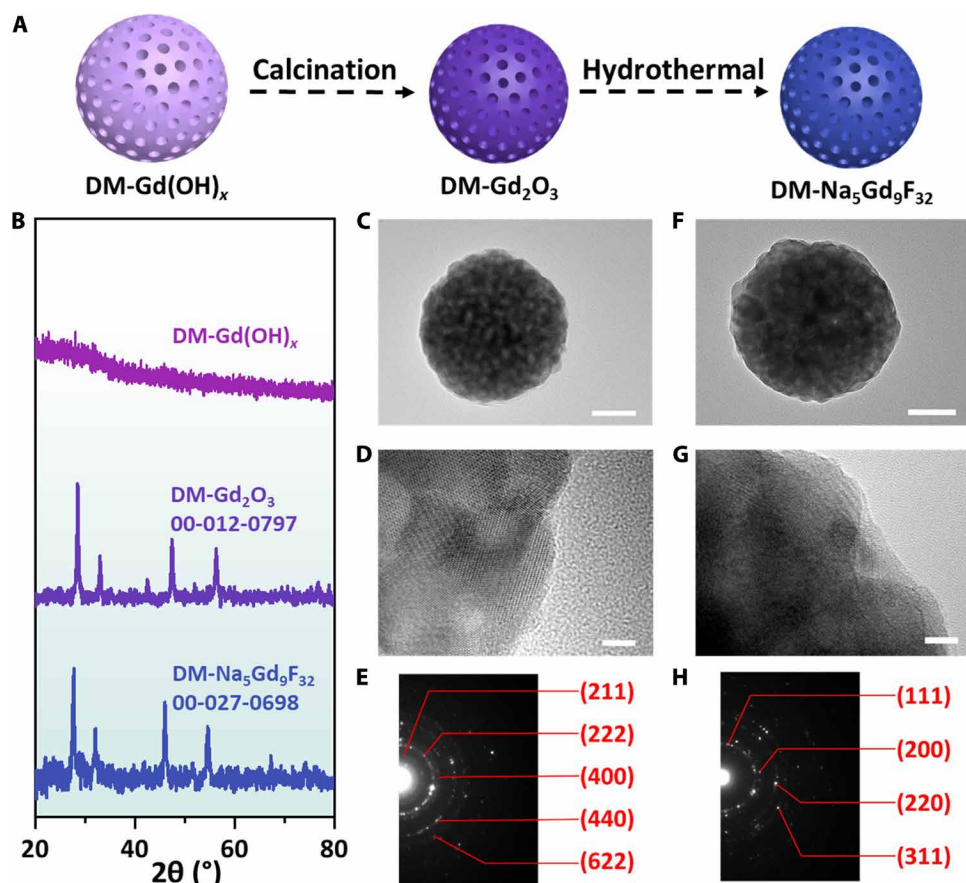 A
Calcination
Hydrothermal
DM-Gd(OH)ₓ
DM-Gd₂O₃
DM-Na₅Gd₉F₃₂
B
DM-Gd(OH)ₓ
DM-Gd₂O₃
00-012-0797
DM-Na₅Gd₉F₃₂
00-027-0698
20
40
60
80
2θ (°)
C
F
D
G
E
(211)
(222)
(400)
(440)
(622)
H
(111)
(200)
(220)
(311)